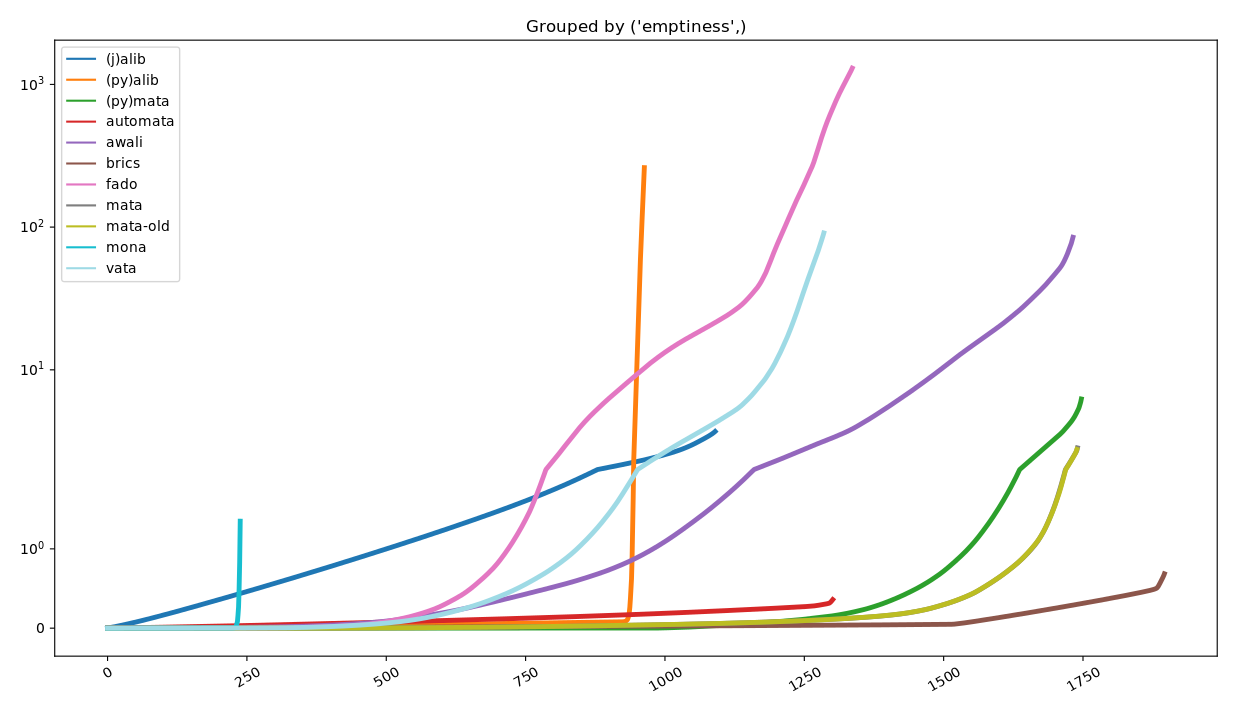 Grouped by ('emptiness',)
(j)alib
(py)alib
(py)mata
automata
awali
brics
fado
mata
mata-old
mona
vata
10³
10²
10¹
10⁰
0
0
250
500
750
1000
1250
1500
1750